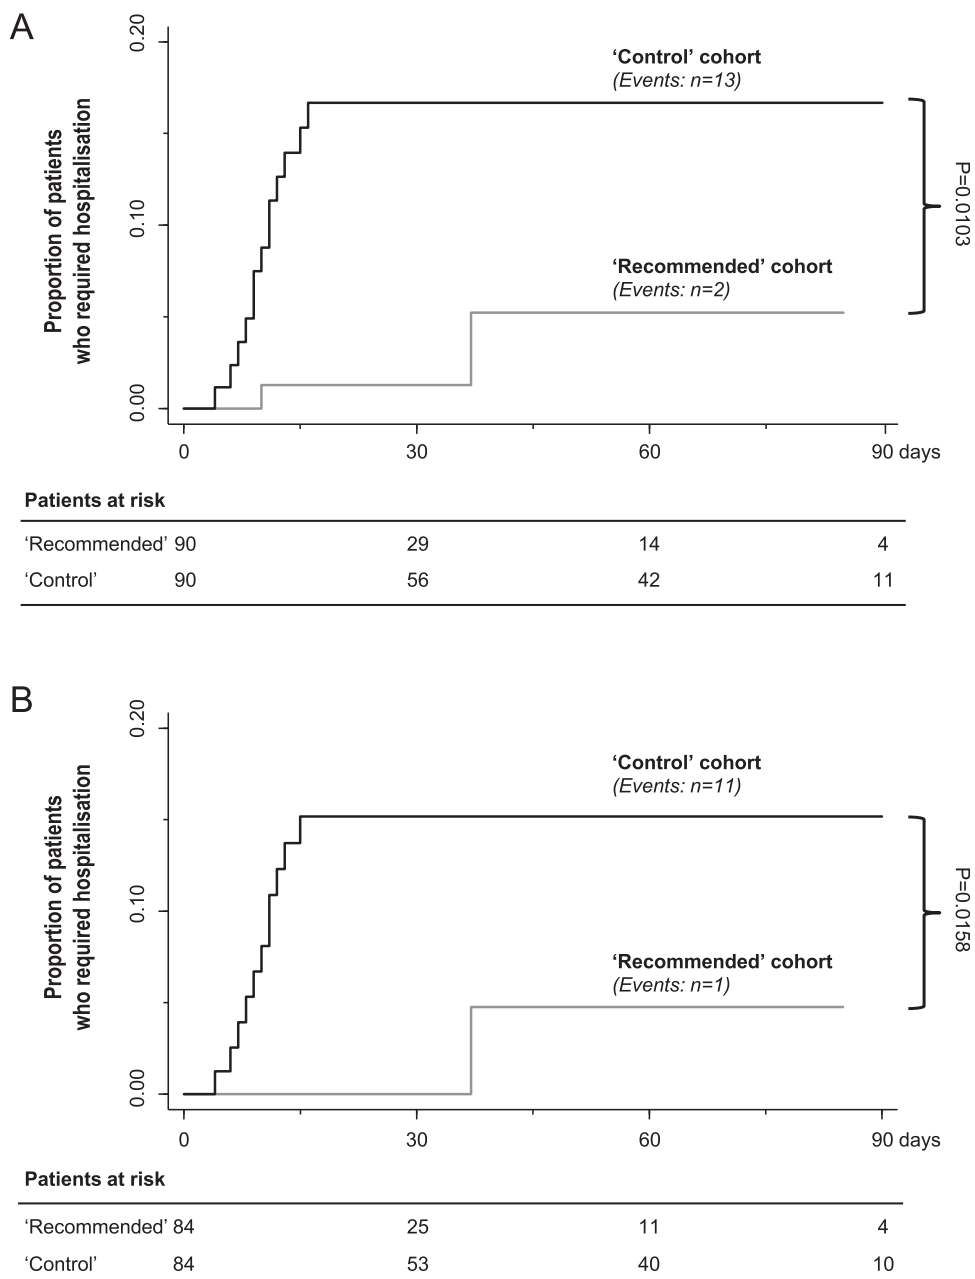 A
0.20
0.10
0.00
Proportion of patients
who required hospitalisation
‘Control’ cohort
(Events: n=13)
‘Recommended’ cohort
(Events: n=2)
P=0.0103
0 30 60 90 days
Patients at risk
‘Recommended’ 90 29 14 4
‘Control’ 90 56 42 11
B
0.20
0.10
0.00
Proportion of patients
who required hospitalisation
‘Control’ cohort
(Events: n=11)
‘Recommended’ cohort
(Events: n=1)
P=0.0158
0 30 60 90 days
Patients at risk
‘Recommended’ 84 25 11 4
‘Control’ 84 53 40 10